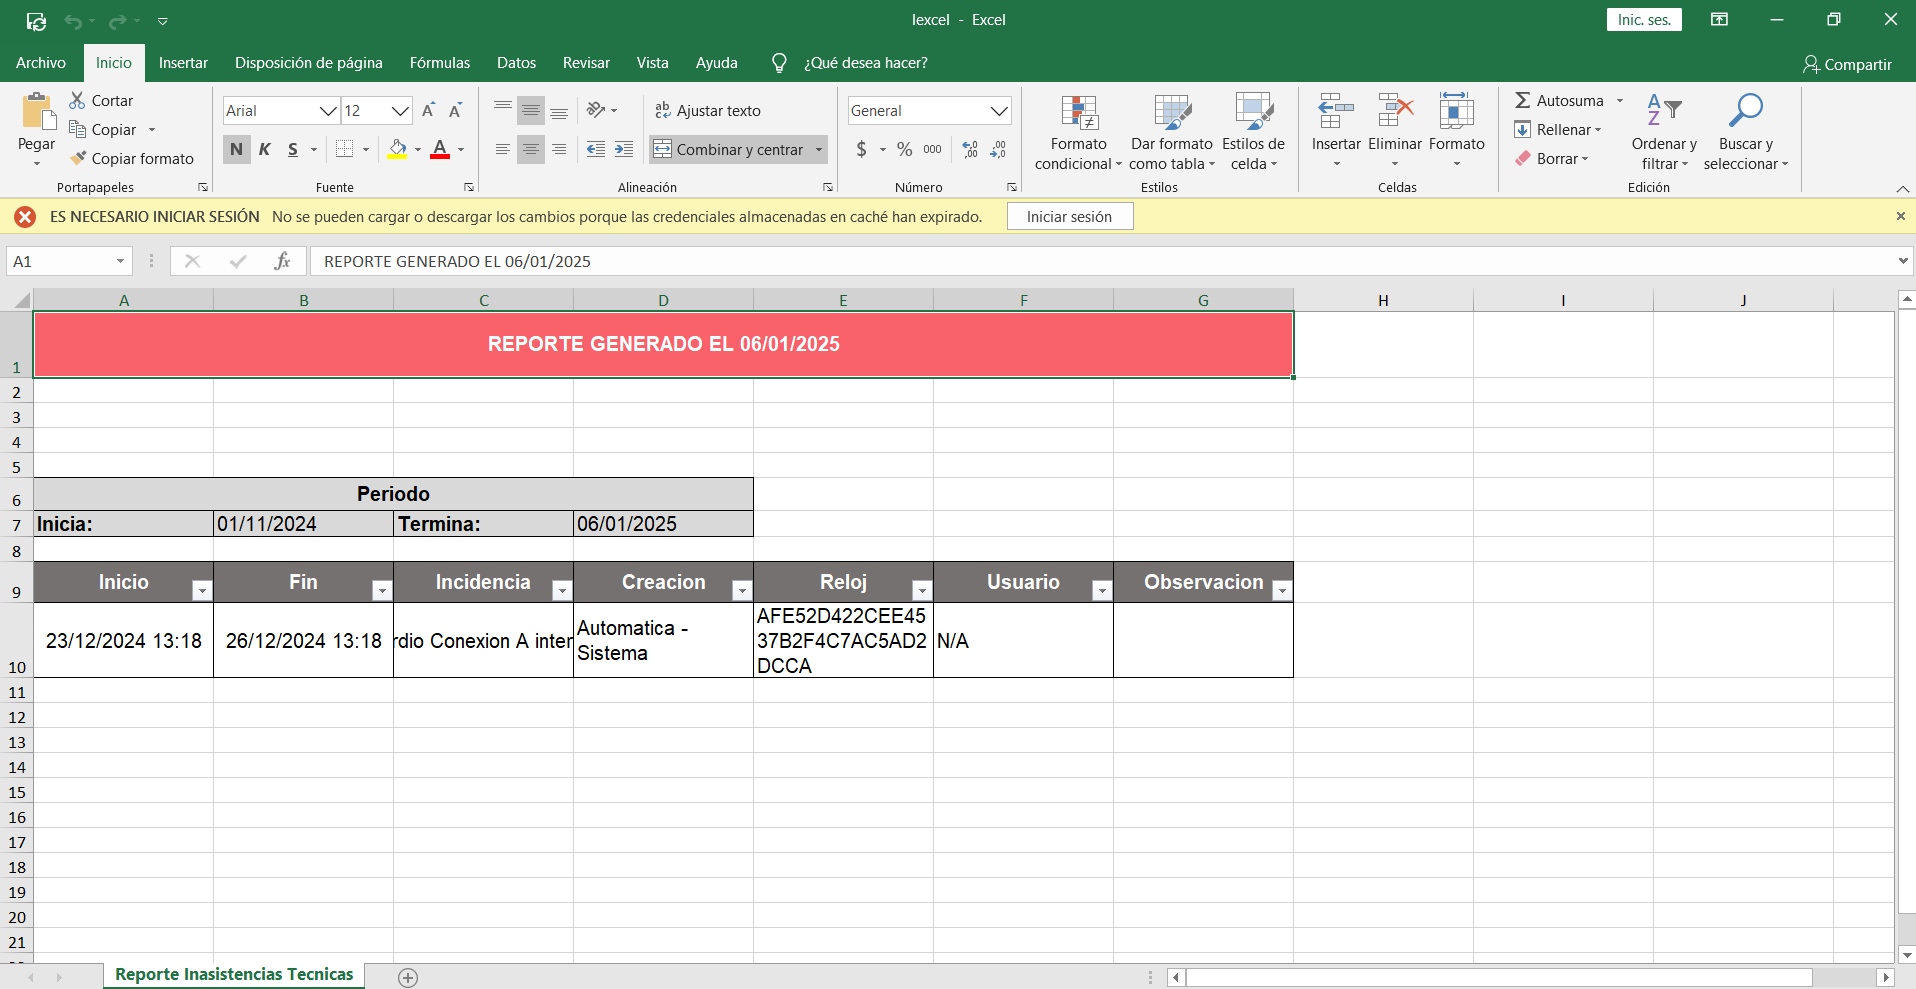 Iexcel - Excel
Inic. ses.
Archivo Inicio Insertar Disposición de página Fórmulas Datos Revisar Vista Ayuda ¿Qué desea hacer? Compartir
Pegar
Cortar
Copiar
Copiar formato
Portapapeles
Arial 12
N K S
Fuente
Ajustar texto
Combinar y centrar
Alineación
General
$ % 000
Número
Formato condicional
Dar formato como tabla
Estilos de celda
Estilos
Insertar Eliminar Formato
Celdas
Autosuma
Rellenar
Borrar
Ordenar y filtrar
Buscar y seleccionar
Edición
ES NECESARIO INICIAR SESIÓN No se pueden cargar o descargar los cambios porque las credenciales almacenadas en caché han expirado. Iniciar sesión
A1 fx REPORTE GENERADO EL 06/01/2025
A B C D E F G H I J
1 REPORTE GENERADO EL 06/01/2025
2
3
4
5
6 Periodo
7 Inicia: 01/11/2024 Termina: 06/01/2025
8
9 Inicio Fin Incidencia Creacion Reloj Usuario Observacion
10 23/12/2024 13:18 26/12/2024 13:18 rdio Conexion A inter Automatica - Sistema AFE52D422CEE4537B2F4C7AC5AD2DCCA N/A
11
12
13
14
15
16
17
18
19
20
21
Reporte Inasistencias Tecnicas